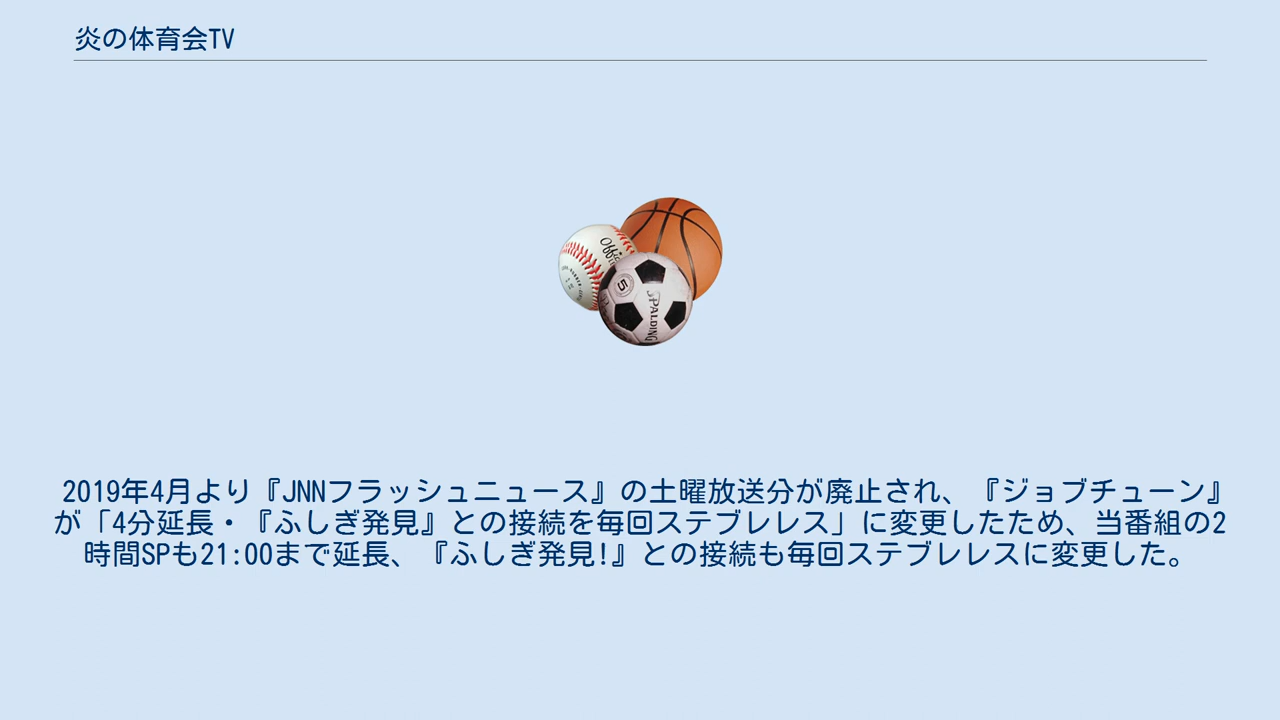 炎の体育会TV
Offic
5
SPALDING
2019年4月より『JNNフラッシュニュース』の土曜放送分が廃止され、『ジョブチューン』
が「4分延長・『ふしぎ発見』との接続を毎回ステブレレス」に変更したため、当番組の2
時間SPも21:00まで延長、『ふしぎ発見!』との接続も毎回ステブレレスに変更した。